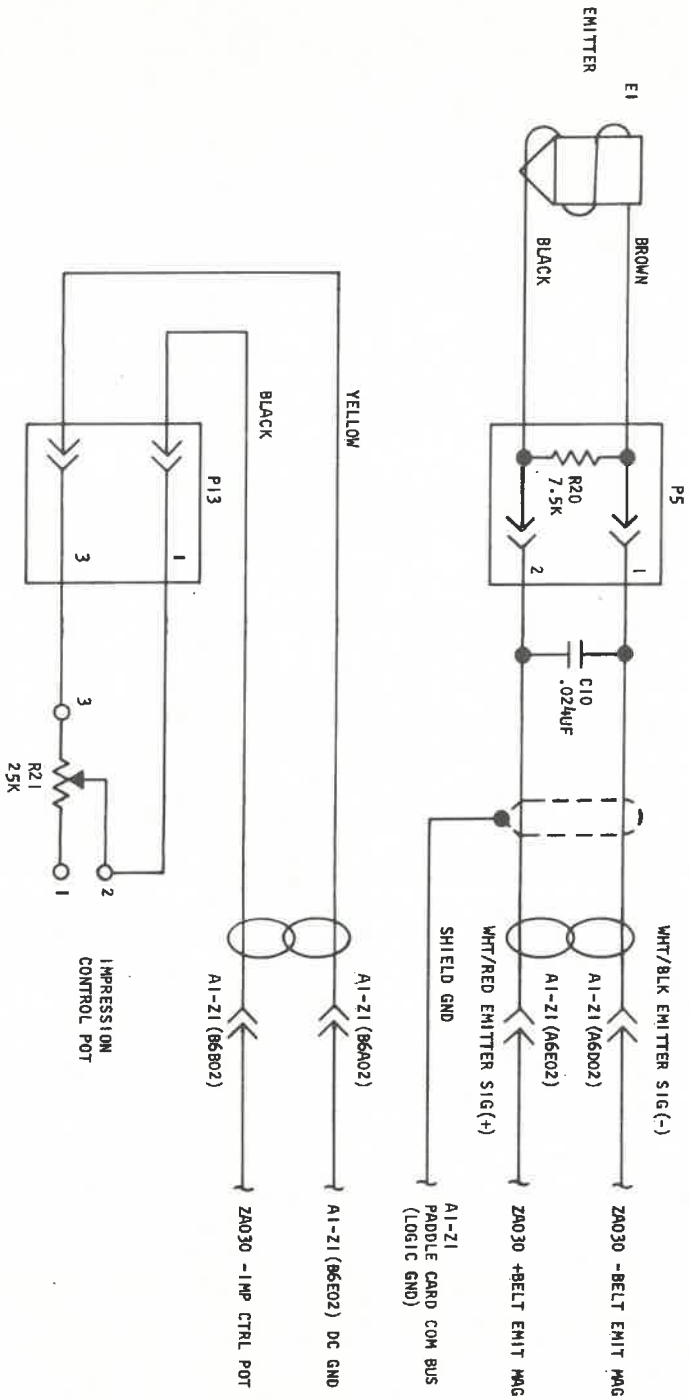 EMITTER
E1
BROWN
BLACK
P5
R20
7.5K
1
2
C10
.024UF
WHT/BLK EMITTER SIG(-)
A1-Z1(A6D02)
A1-Z1(A6E02)
WHT/RED EMITTER SIG(+)
SHIELD GND
ZA030 -BELT EMIT MAG
ZA030 +BELT EMIT MAG
A1-Z1
PADDLE CARD COM BUS
(LOGIC GND)
YELLOW
BLACK
P13
1
3
3
R21
25K
2
1
IMPRESSION
CONTROL POT
A1-Z1(B6A02)
A1-Z1(B6B02)
A1-Z1(B6E02) DC GND
ZA030 -IMP CTRL POT